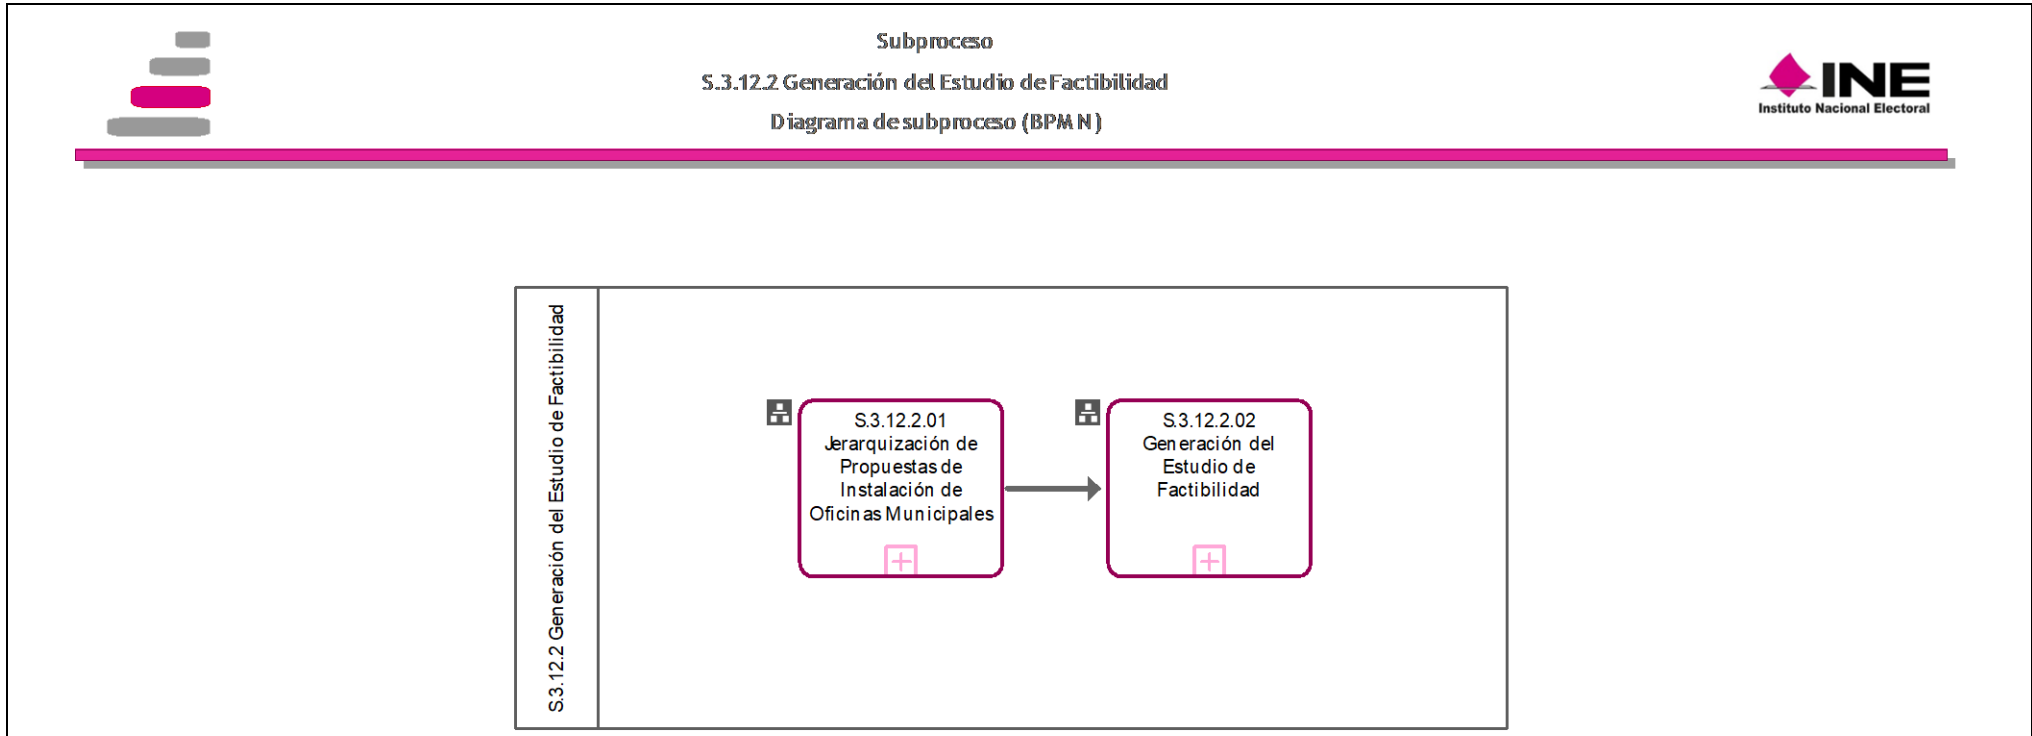 Subproceso
S.3.12.2 Generación del Estudio de Factibilidad
Diagrama de subproceso (BPMN)
INE
Instituto Nacional Electoral
S.3.12.2 Generación del Estudio de Factibilidad
S.3.12.2.01
Jerarquización de
Propuestas de
Instalación de
Oficinas Municipales
S.3.12.2.02
Generación del
Estudio de
Factibilidad